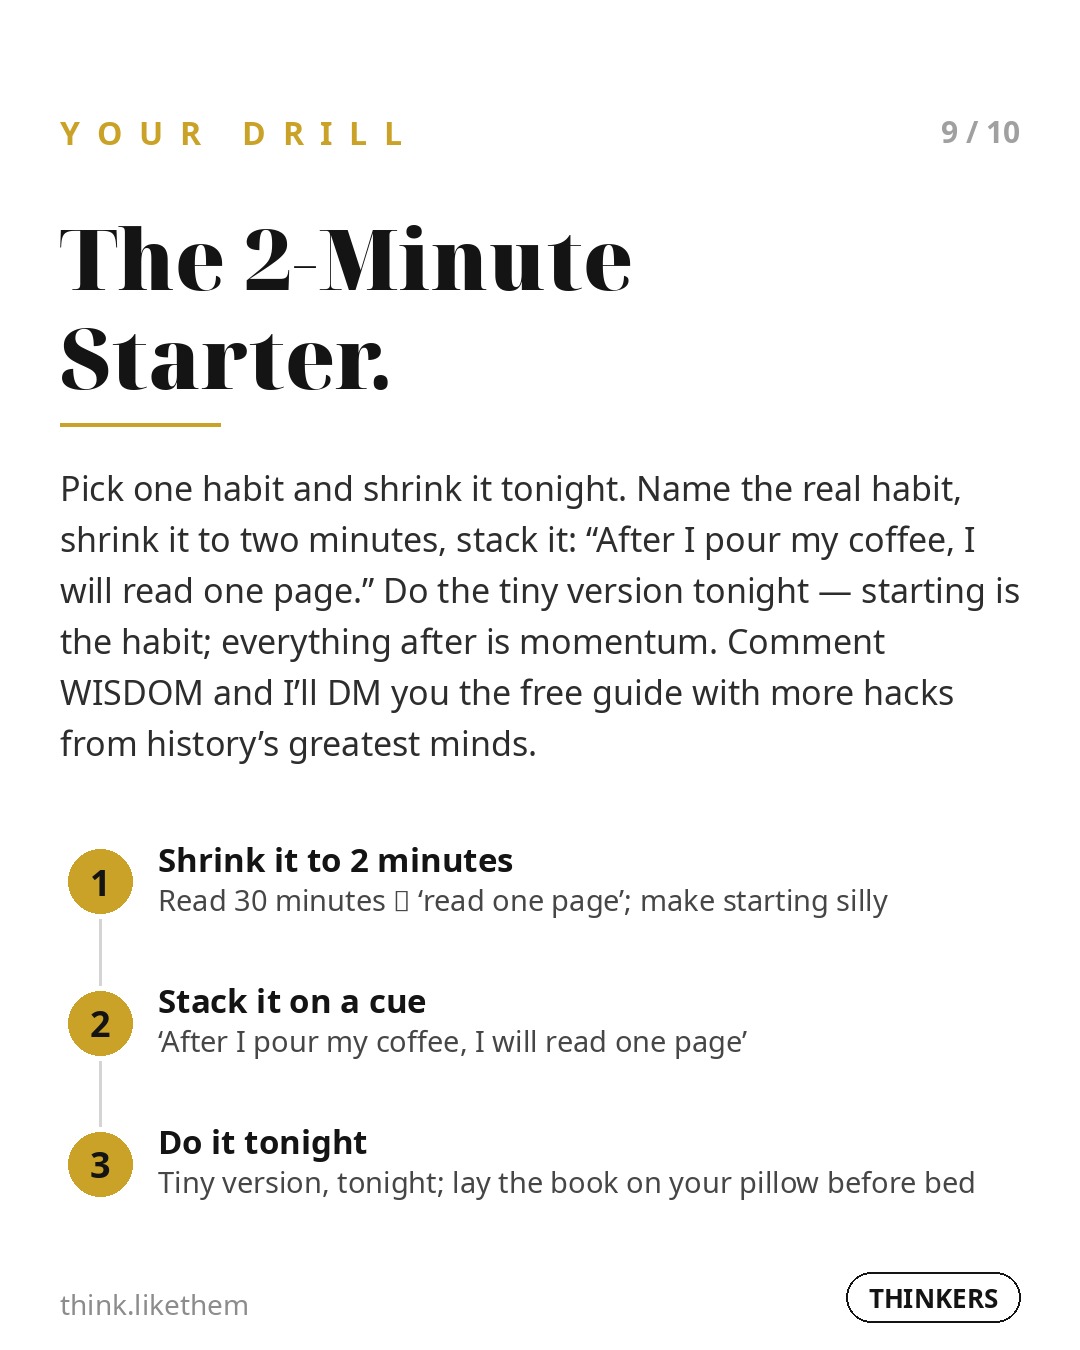 YOUR DRILL
9 / 10
The 2-Minute
Starter.
Pick one habit and shrink it tonight. Name the real habit,
shrink it to two minutes, stack it: “After I pour my coffee, I
will read one page.” Do the tiny version tonight — starting is
the habit; everything after is momentum. Comment
WISDOM and I’ll DM you the free guide with more hacks
from history’s greatest minds.
1
Shrink it to 2 minutes
Read 30 minutes ▯ ‘read one page’; make starting silly
2
Stack it on a cue
‘After I pour my coffee, I will read one page’
3
Do it tonight
Tiny version, tonight; lay the book on your pillow before bed
think.likethem
THINKERS